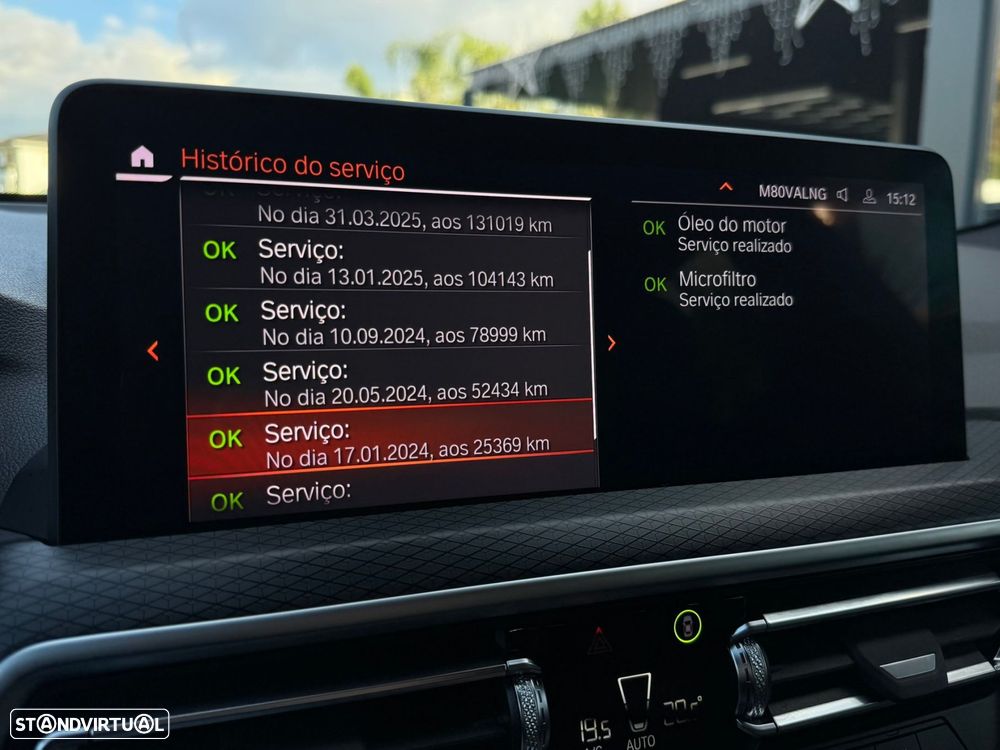 Histórico do serviço
M80VALNG 15:12
OK Serviço:
No dia 31.03.2025, aos 131019 km
OK Serviço:
No dia 13.01.2025, aos 104143 km
OK Serviço:
No dia 10.09.2024, aos 78999 km
OK Serviço:
No dia 20.05.2024, aos 52434 km
OK Serviço:
No dia 17.01.2024, aos 25369 km
OK Serviço:
OK Óleo do motor
Serviço realizado
OK Microfiltro
Serviço realizado
19.5
AUTO
STANDVIRTUAL